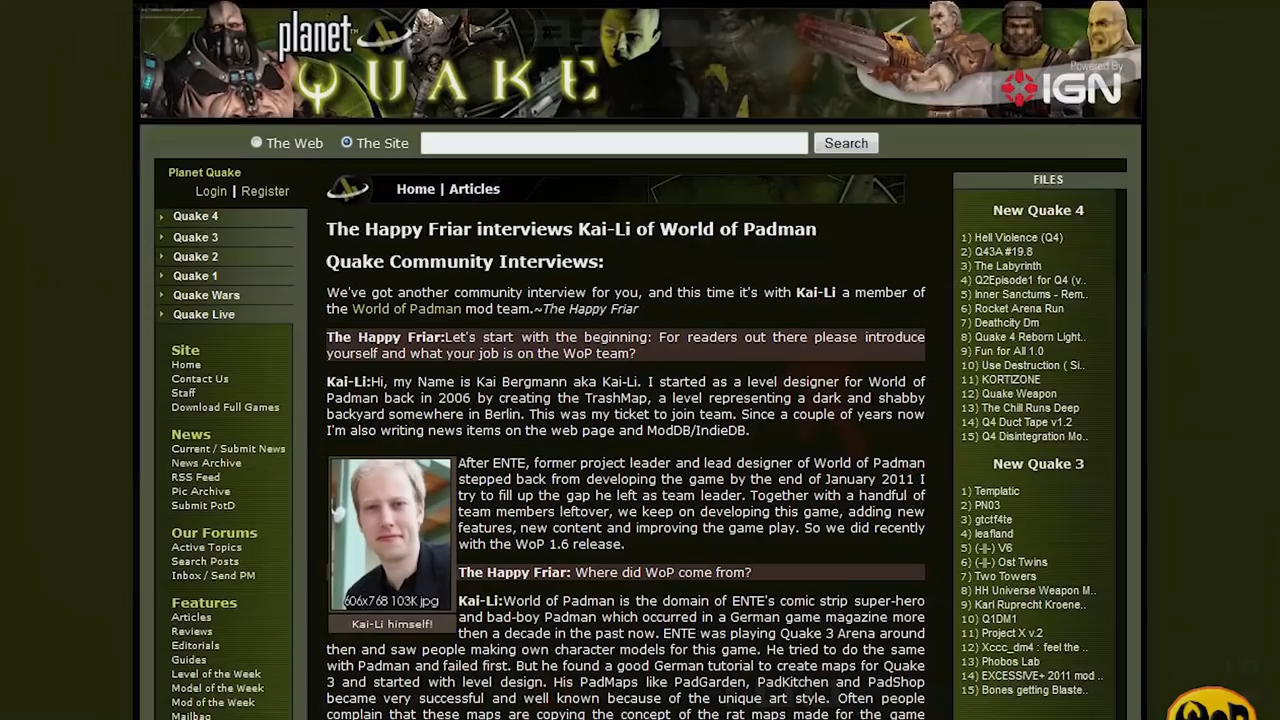 planet
QUAKE
Powered By
IGN
The Web
The Site
Search
Planet Quake
Login | Register
Quake 4
Quake 3
Quake 2
Quake 1
Quake Wars
Quake Live
Site
Home
Contact Us
Staff
Download Full Games
News
Current / Submit News
News Archive
RSS Feed
Pic Archive
Submit PotD
Our Forums
Active Topics
Search Posts
Inbox / Send PM
Features
Articles
Reviews
Editorials
Guides
Level of the Week
Model of the Week
Mod of the Week
Mailbag
Home | Articles
The Happy Friar interviews Kai-Li of World of Padman
Quake Community Interviews:
We've got another community interview for you, and this time it's with Kai-Li a member of
the World of Padman mod team.~The Happy Friar
The Happy Friar:Let's start with the beginning: For readers out there please introduce
yourself and what your job is on the WoP team?
Kai-Li:Hi, my Name is Kai Bergmann aka Kai-Li. I started as a level designer for World of
Padman back in 2006 by creating the TrashMap, a level representing a dark and shabby
backyard somewhere in Berlin. This was my ticket to join team. Since a couple of years now
I'm also writing news items on the web page and ModDB/IndieDB.
606x768 103K jpg
Kai-Li himself!
After ENTE, former project leader and lead designer of World of Padman
stepped back from developing the game by the end of January 2011 I
try to fill up the gap he left as team leader. Together with a handful of
team members leftover, we keep on developing this game, adding new
features, new content and improving the game play. So we did recently
with the WoP 1.6 release.
The Happy Friar: Where did WoP come from?
Kai-Li:World of Padman is the domain of ENTE's comic strip super-hero
and bad-boy Padman which occurred in a German game magazine more
then a decade in the past now. ENTE was playing Quake 3 Arena around
then and saw people making own character models for this game. He tried to do the same
with Padman and failed first. But he found a good German tutorial to create maps for Quake
3 and started with level design. His PadMaps like PadGarden, PadKitchen and PadShop
became very successful and well known because of the unique art style. Often people
complain that these maps are copying the concept of the rat maps made for the game
FILES
New Quake 4
1) Hell Violence (Q4)
2) Q43A #19.8
3) The Labyrinth
4) Q2Episode1 for Q4 (v..
5) Inner Sanctums - Rem..
6) Rocket Arena Run
7) Deathcity Dm
8) Quake 4 Reborn Light..
9) Fun for All 1.0
10) Use Destruction ( Si..
11) KORTIZONE
12) Quake Weapon
13) The Chill Runs Deep
14) Q4 Duct Tape v1.2
15) Q4 Disintegration Mo..
New Quake 3
1) Templatic
2) PN03
3) gtctf4te
4) leafland
5) (-||-) V6
6) (-||-) Ost Twins
7) Two Towers
8) HH Universe Weapon M..
9) Karl Ruprecht Kroene..
10) Q1DM1
11) Project X v.2
12) Xccc_dm4 : feel the ..
13) Phobos Lab
14) EXCESSIVE+ 2011 mod ..
15) Bones getting Blaste..